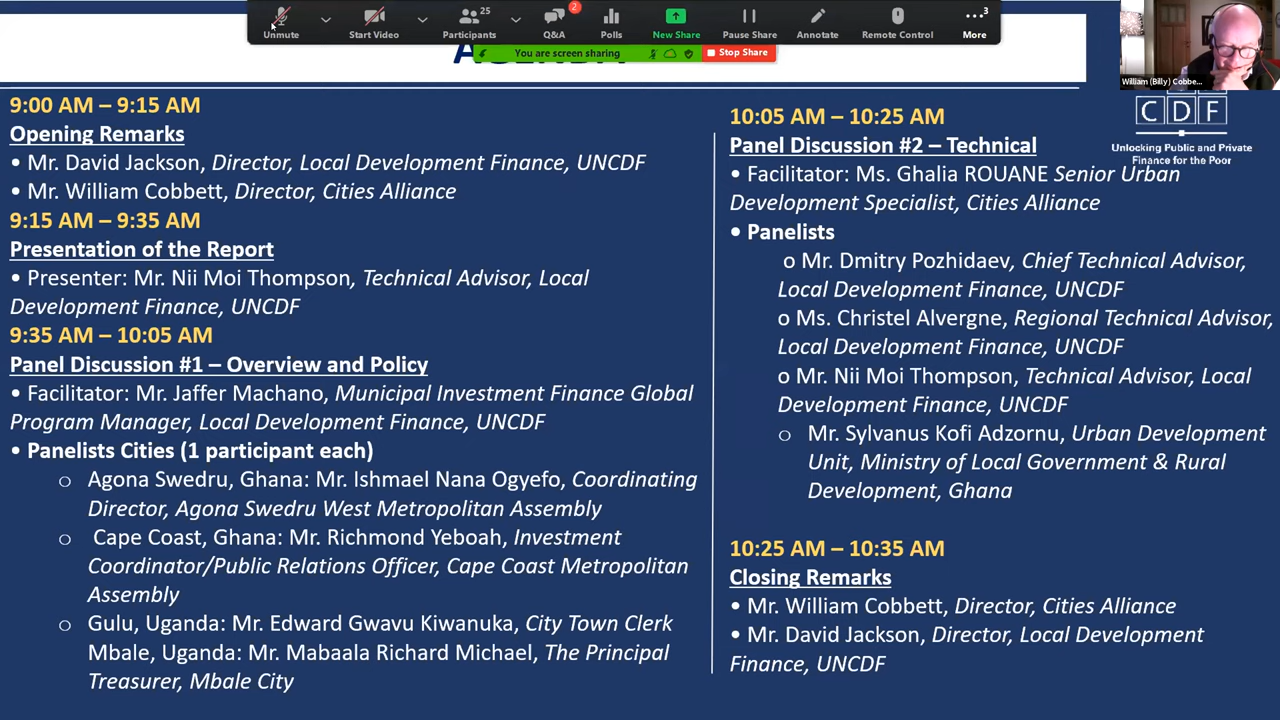 25
2
3
Unmute
Start Video
Participants
Q&A
Polls
New Share
Pause Share
Annotate
Remote Control
More
You are screen sharing
Stop Share
William (Billy) Cobbe...
CDF
Unlocking Public and Private
Finance for the Poor
9:00 AM – 9:15 AM
Opening Remarks
• Mr. David Jackson, Director, Local Development Finance, UNCDF
• Mr. William Cobbett, Director, Cities Alliance
9:15 AM – 9:35 AM
Presentation of the Report
• Presenter: Mr. Nii Moi Thompson, Technical Advisor, Local
Development Finance, UNCDF
9:35 AM – 10:05 AM
Panel Discussion #1 – Overview and Policy
• Facilitator: Mr. Jaffer Machano, Municipal Investment Finance Global
Program Manager, Local Development Finance, UNCDF
• Panelists Cities (1 participant each)
o Agona Swedru, Ghana: Mr. Ishmael Nana Ogyefo, Coordinating
Director, Agona Swedru West Metropolitan Assembly
o Cape Coast, Ghana: Mr. Richmond Yeboah, Investment
Coordinator/Public Relations Officer, Cape Coast Metropolitan
Assembly
o Gulu, Uganda: Mr. Edward Gwavu Kiwanuka, City Town Clerk
Mbale, Uganda: Mr. Mabaala Richard Michael, The Principal
Treasurer, Mbale City
10:05 AM – 10:25 AM
Panel Discussion #2 – Technical
• Facilitator: Ms. Ghalia ROUANE Senior Urban
Development Specialist, Cities Alliance
• Panelists
o Mr. Dmitry Pozhidaev, Chief Technical Advisor,
Local Development Finance, UNCDF
o Ms. Christel Alvergne, Regional Technical Advisor,
Local Development Finance, UNCDF
o Mr. Nii Moi Thompson, Technical Advisor, Local
Development Finance, UNCDF
o Mr. Sylvanus Kofi Adzornu, Urban Development
Unit, Ministry of Local Government & Rural
Development, Ghana
10:25 AM – 10:35 AM
Closing Remarks
• Mr. William Cobbett, Director, Cities Alliance
• Mr. David Jackson, Director, Local Development
Finance, UNCDF